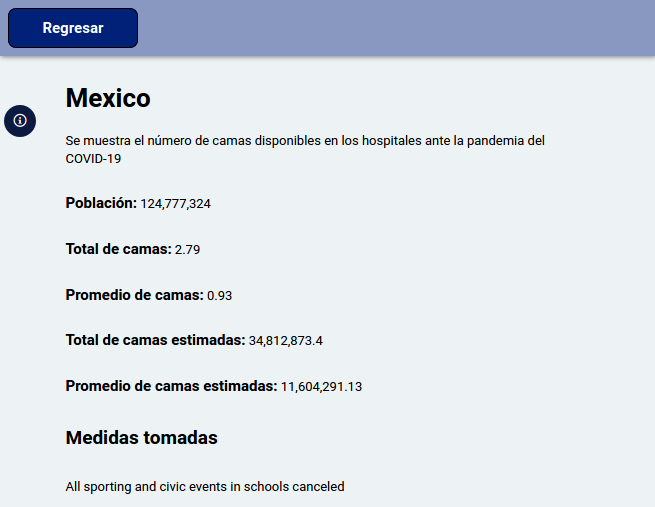 Regresar
Mexico
Se muestra el número de camas disponibles en los hospitales ante la pandemia del
COVID-19
Población: 124,777,324
Total de camas: 2.79
Promedio de camas: 0.93
Total de camas estimadas: 34,812,873.4
Promedio de camas estimadas: 11,604,291.13
Medidas tomadas
All sporting and civic events in schools canceled